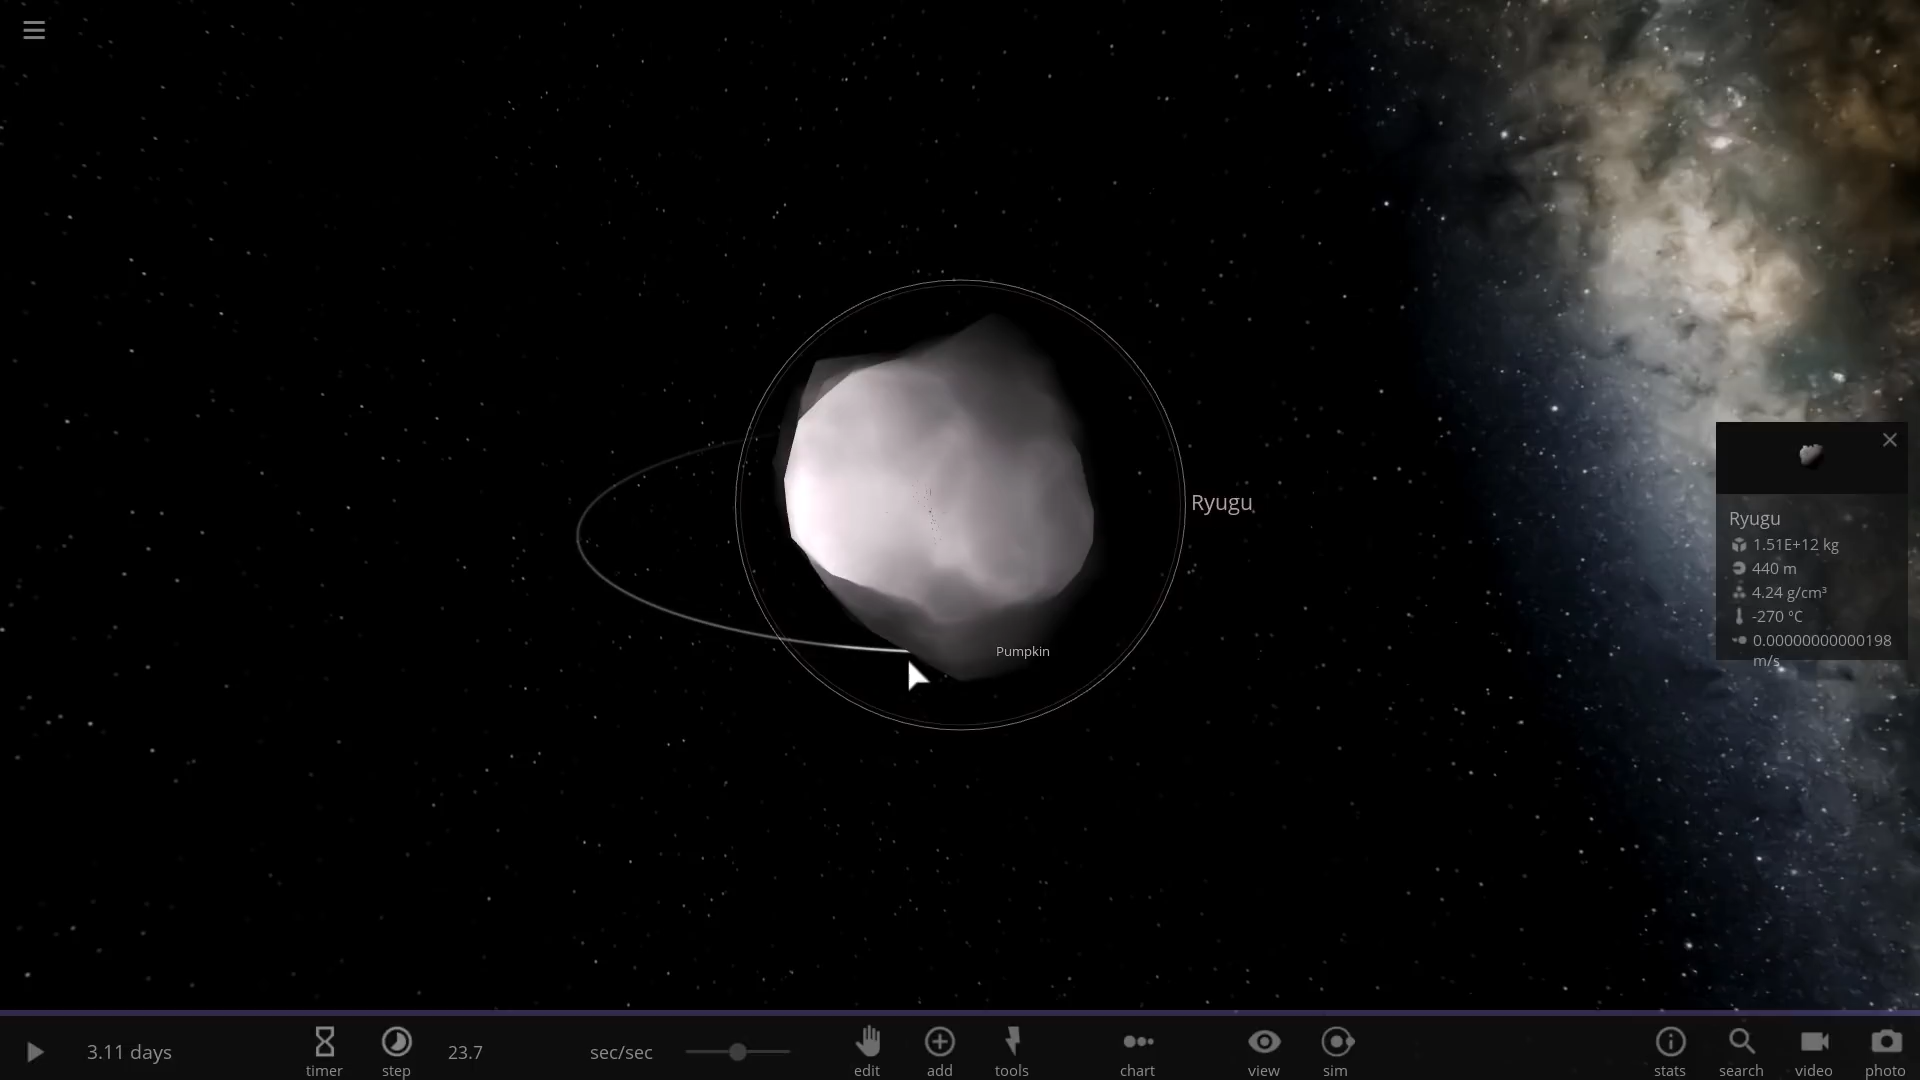 Ryugu
Pumpkin
Ryugu
1.51E+12 kg
440 m
4.24 g/cm³
-270 °C
0.00000000000198
m/s
3.11 days
timer
step
23.7
sec/sec
edit
add
tools
chart
view
sim
stats
search
video
photo